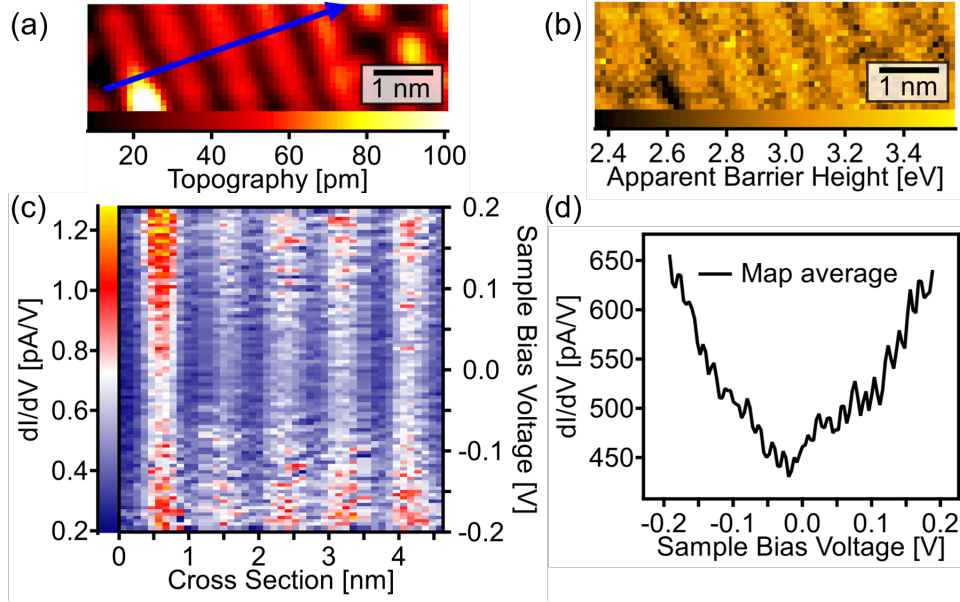 (a)
1 nm
20 40 60 80 100
Topography [pm]
(b)
1 nm
2.4 2.6 2.8 3.0 3.2 3.4
Apparent Barrier Height [eV]
(c)
dI/dV [pA/V]
1.2
1.0
0.8
0.6
0.4
0.2
0.2
0.1
0.0
-0.1
-0.2
Sample Bias Voltage [V]
0 1 2 3 4
Cross Section [nm]
(d)
dI/dV [pA/V]
650
600
550
500
450
Map average
-0.2 -0.1 0.0 0.1 0.2
Sample Bias Voltage [V]